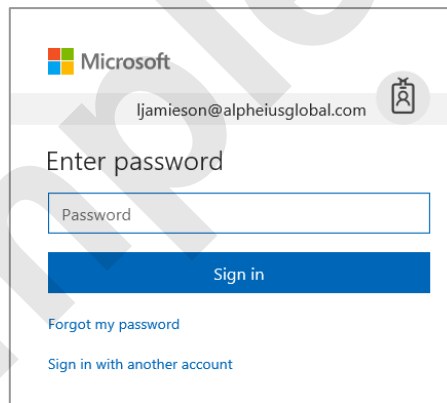 Microsoft
ljamieson@alpheiusglobal.com
Enter password
Password
Sign in
Forgot my password
Sign in with another account